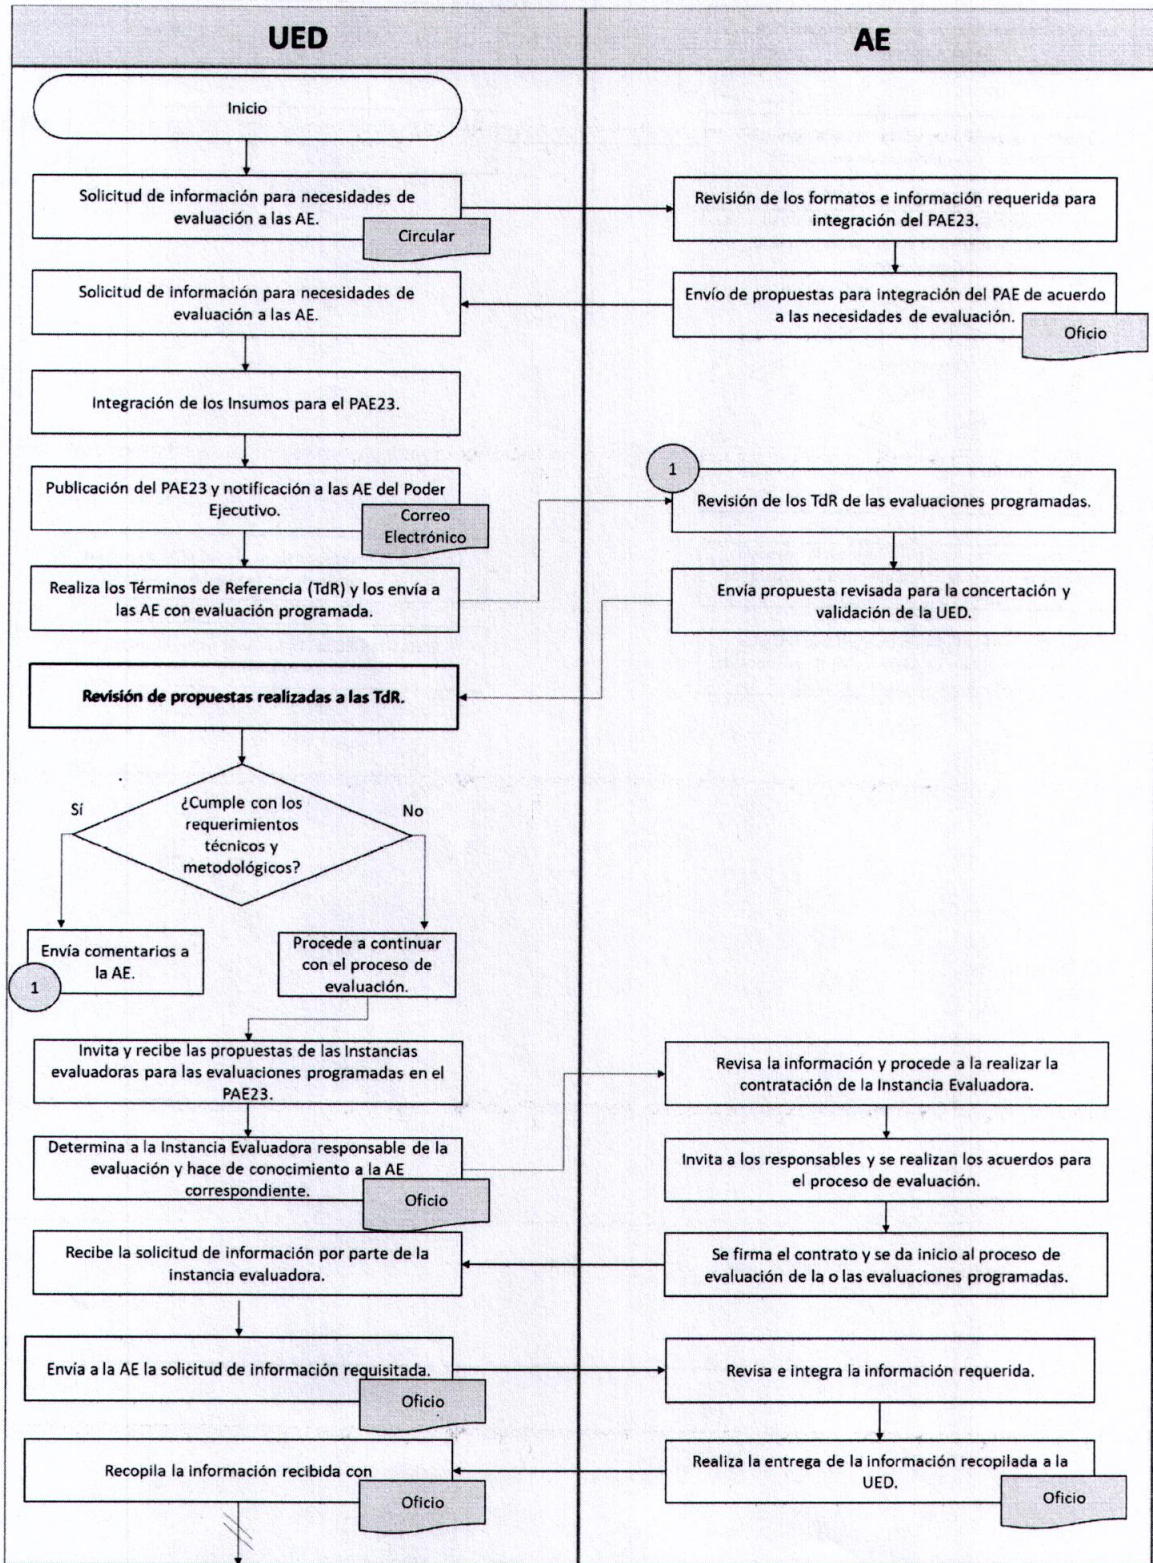 UED
AE
Inicio
Solicitud de información para necesidades de
evaluación a las AE.
Circular
Revisión de los formatos e información requerida para
integración del PAE23.
Solicitud de información para necesidades de
evaluación a las AE.
Envío de propuestas para integración del PAE de acuerdo
a las necesidades de evaluación.
Oficio
Integración de los Insumos para el PAE23.
Publicación del PAE23 y notificación a las AE del Poder
Ejecutivo.
Correo
Electrónico
1
Revisión de los TdR de las evaluaciones programadas.
Realiza los Términos de Referencia (TdR) y los envía a
las AE con evaluación programada.
Envía propuesta revisada para la concertación y
validación de la UED.
Revisión de propuestas realizadas a las TdR.
¿Cumple con los
requerimientos
técnicos y
metodológicos?
Sí
No
Envía comentarios a
la AE.
1
Procede a continuar
con el proceso de
evaluación.
Invita y recibe las propuestas de las Instancias
evaluadoras para las evaluaciones programadas en el
PAE23.
Revisa la información y procede a la realizar la
contratación de la Instancia Evaluadora.
Determina a la Instancia Evaluadora responsable de la
evaluación y hace de conocimiento a la AE
correspondiente.
Oficio
Invita a los responsables y se realizan los acuerdos para
el proceso de evaluación.
Recibe la solicitud de información por parte de la
instancia evaluadora.
Se firma el contrato y se da inicio al proceso de
evaluación de la o las evaluaciones programadas.
Envía a la AE la solicitud de información requisitada.
Oficio
Revisa e integra la información requerida.
Recopila la información recibida con
Oficio
Realiza la entrega de la información recopilada a la
UED.
Oficio